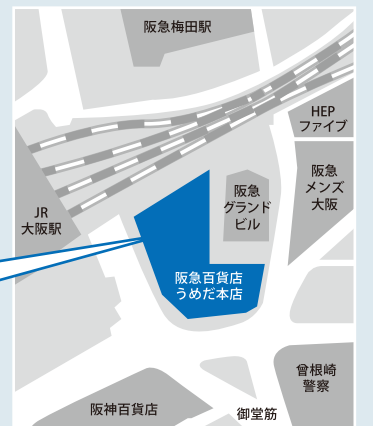 阪急梅田駅
HEP
ファイブ
阪急
メンズ
大阪
阪急
グランド
ビル
JR
大阪駅
阪急百貨店
うめだ本店
曾根崎
警察
阪神百貨店
御堂筋